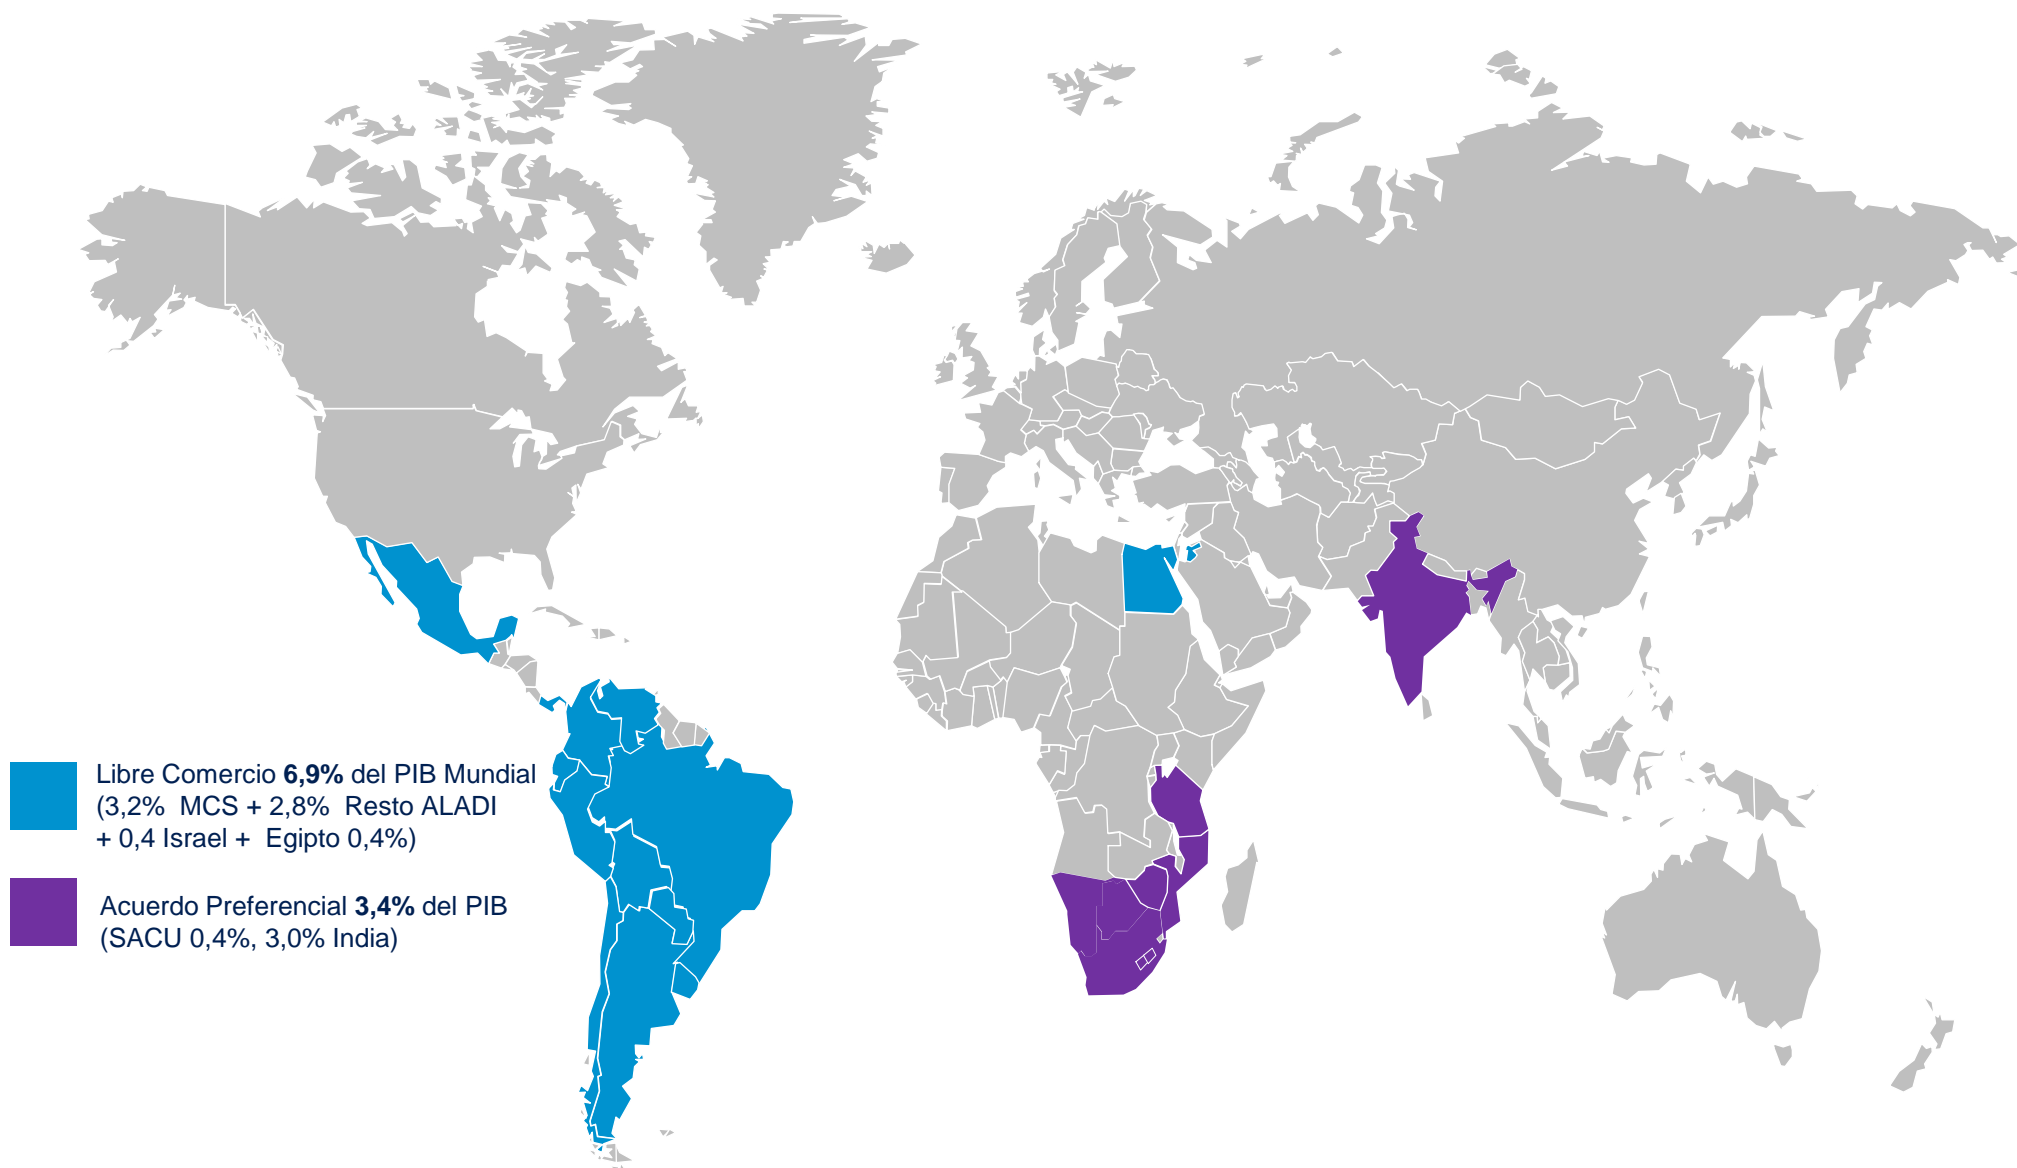 Libre Comercio 6,9% del PIB Mundial
(3,2% MCS + 2,8% Resto ALADI
+ 0,4 Israel + Egipto 0,4%)
Acuerdo Preferencial 3,4% del PIB
(SACU 0,4%, 3,0% India)